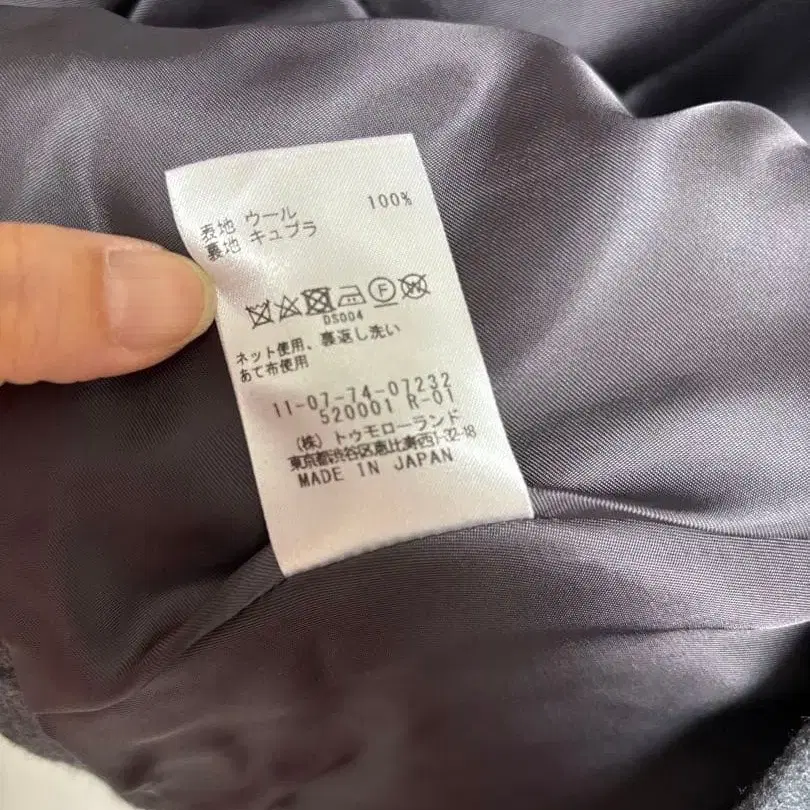 表地 ウール 100%
裏地 キュプラ
F W
DS004
ネット使用、裏返し洗い
あて布使用
11-07-74-07232
520001 R-01
(株) トゥモローランド
東京都渋谷区恵比寿西1-32-18
MADE IN JAPAN